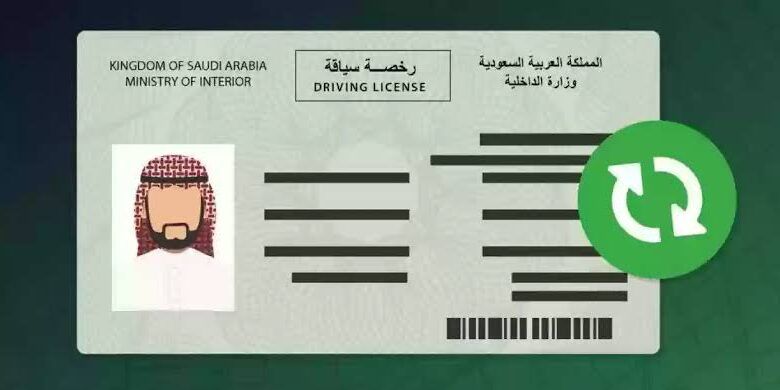 KINGDOM OF SAUDI ARABIA
MINISTRY OF INTERIOR
رخصـــة سياقة
DRIVING LICENSE
المملكة العربية السعودية
وزارة الداخلية